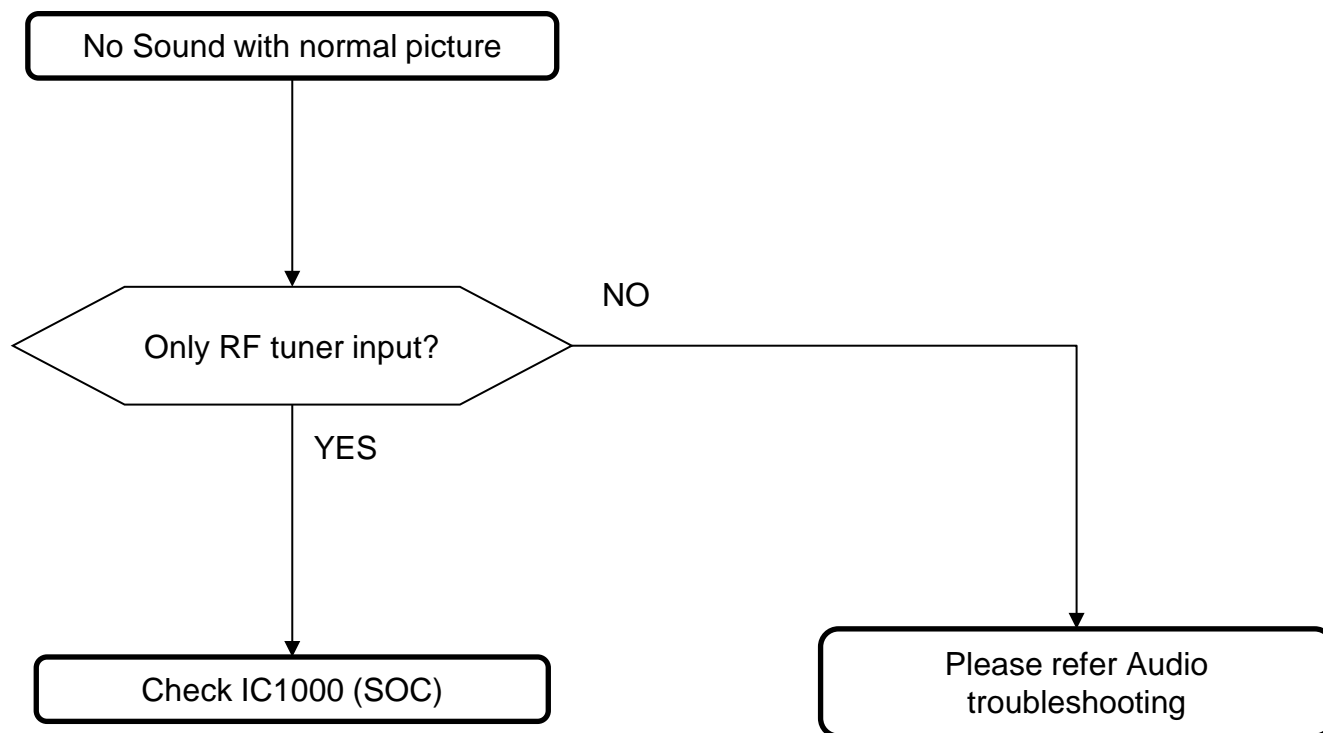 No Sound with normal picture
NO
Only RF tuner input?
YES
Check IC1000 (SOC)
Please refer Audio
troubleshooting